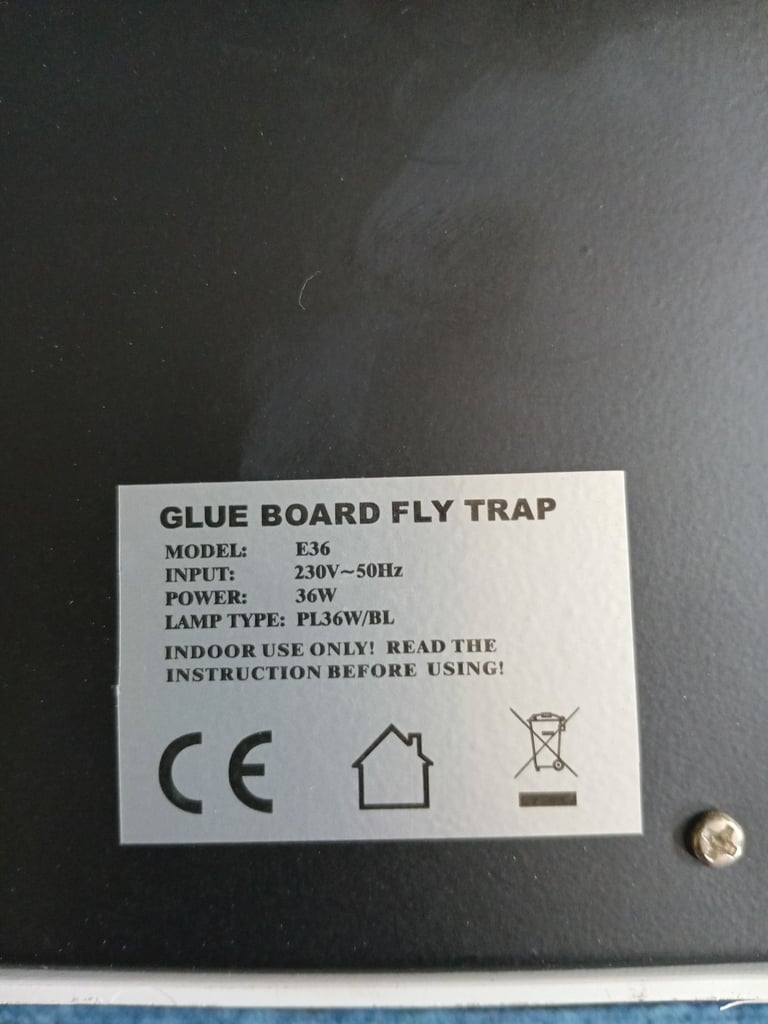 GLUE BOARD FLY TRAP
MODEL: E36
INPUT: 230V~50Hz
POWER: 36W
LAMP TYPE: PL36W/BL
INDOOR USE ONLY! READ THE
INSTRUCTION BEFORE USING!
CE